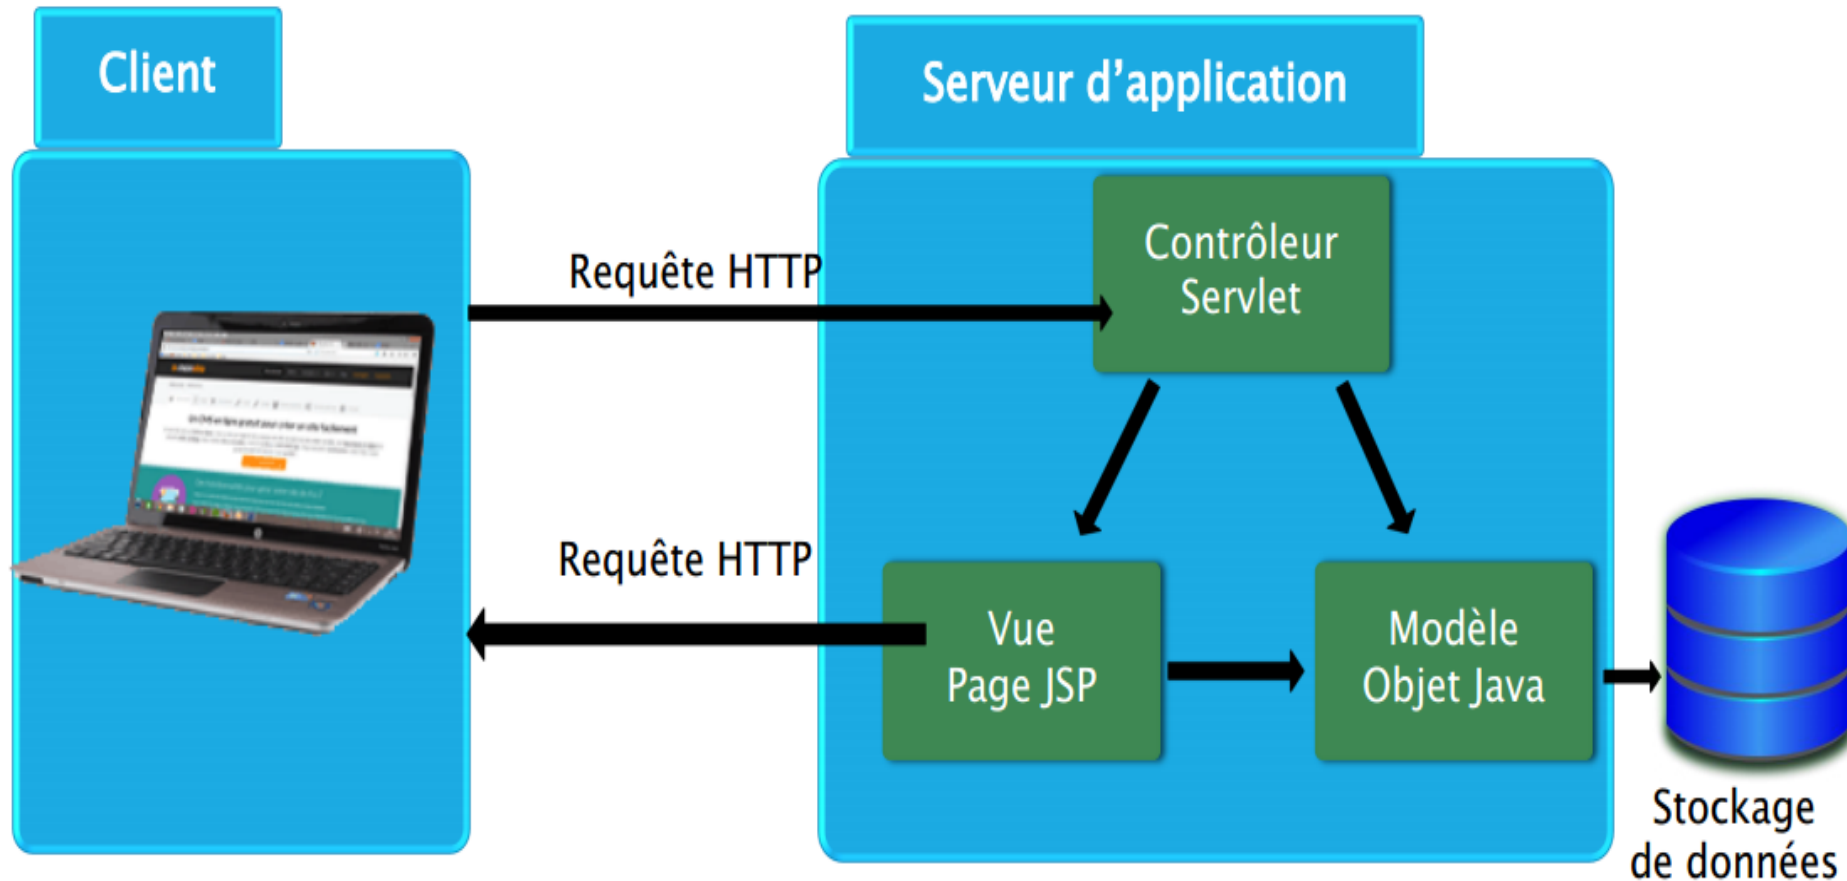 Client
Serveur d'application
Contrôleur
Servlet
Requête HTTP
Requête HTTP
Vue
Page JSP
Modèle
Objet Java
Stockage
de données